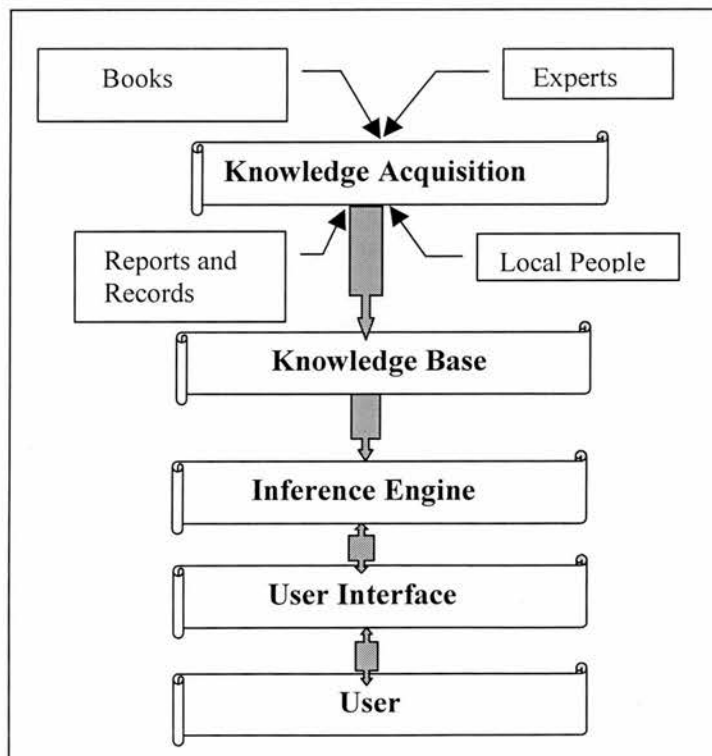 Books
Experts
Knowledge Acquisition
Reports and
Records
Local People
Knowledge Base
Inference Engine
User Interface
User